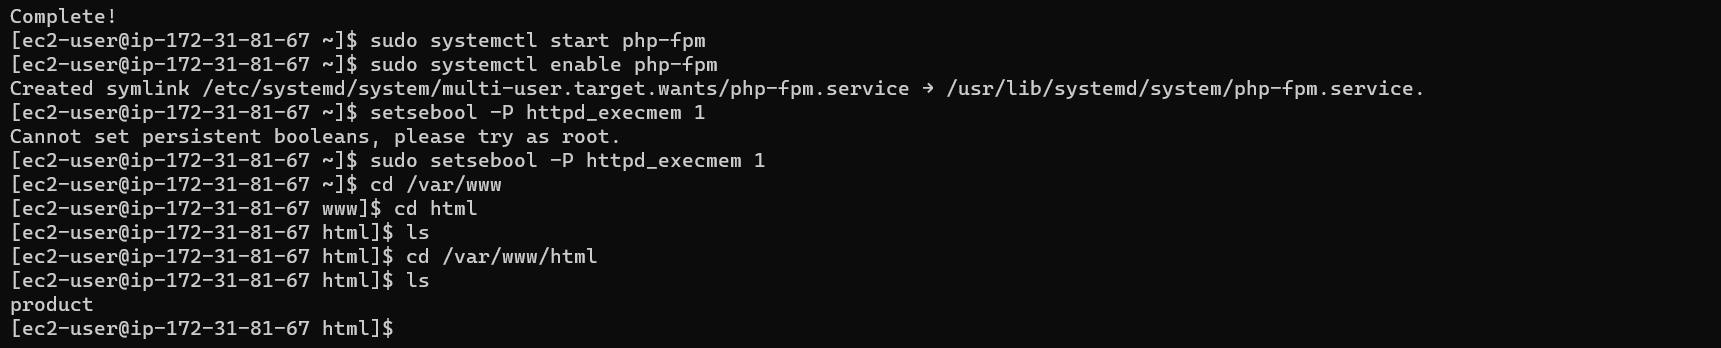 Complete!
[ec2-user@ip-172-31-81-67 ~]$ sudo systemctl start php-fpm
[ec2-user@ip-172-31-81-67 ~]$ sudo systemctl enable php-fpm
Created symlink /etc/systemd/system/multi-user.target.wants/php-fpm.service → /usr/lib/systemd/system/php-fpm.service.
[ec2-user@ip-172-31-81-67 ~]$ setsebool -P httpd_execmem 1
Cannot set persistent booleans, please try as root.
[ec2-user@ip-172-31-81-67 ~]$ sudo setsebool -P httpd_execmem 1
[ec2-user@ip-172-31-81-67 ~]$ cd /var/www
[ec2-user@ip-172-31-81-67 www]$ cd html
[ec2-user@ip-172-31-81-67 html]$ ls
[ec2-user@ip-172-31-81-67 html]$ cd /var/www/html
[ec2-user@ip-172-31-81-67 html]$ ls
product
[ec2-user@ip-172-31-81-67 html]$